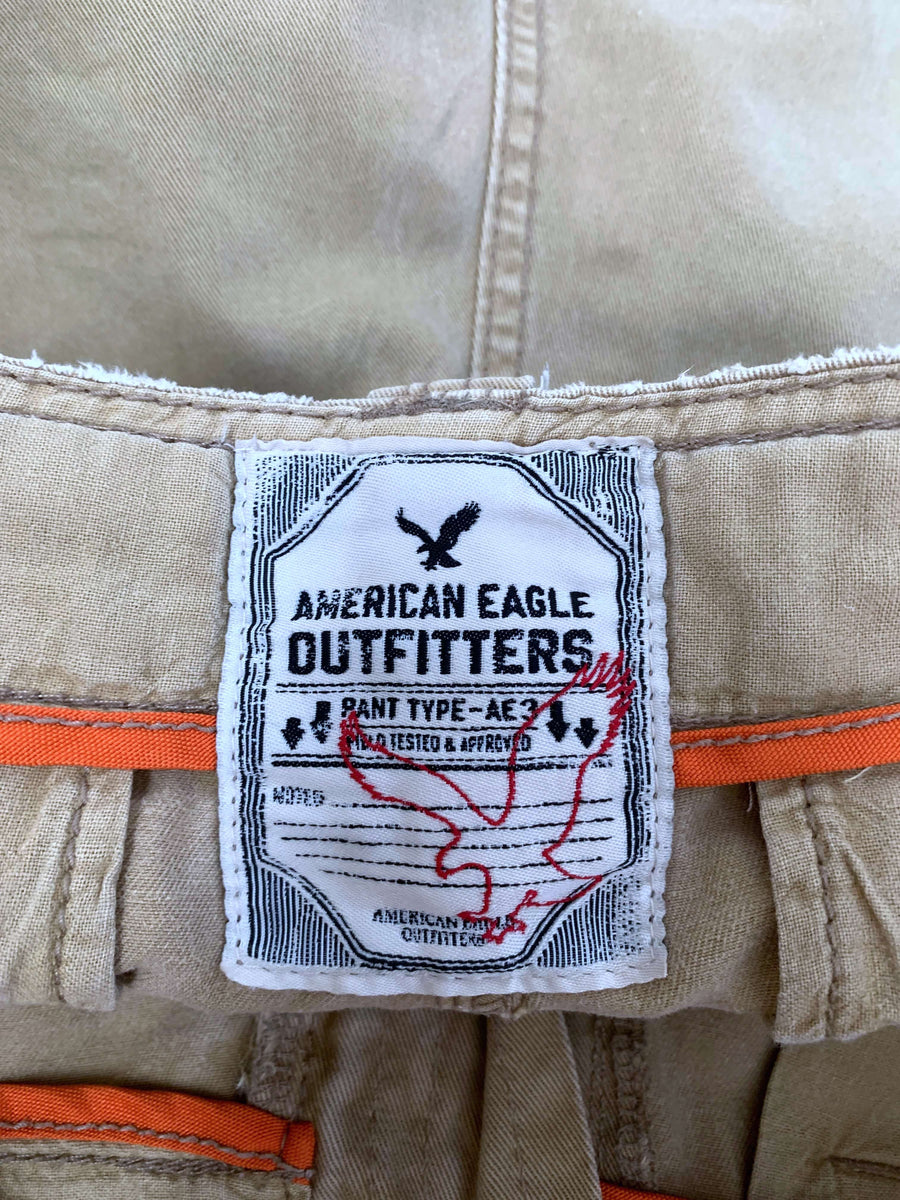 AMERICAN EAGLE
OUTFITTERS
PANT TYPE-AE3
FIELD TESTED & APPROVED
NOTES
AMERICAN EAGLE
OUTFITTERS